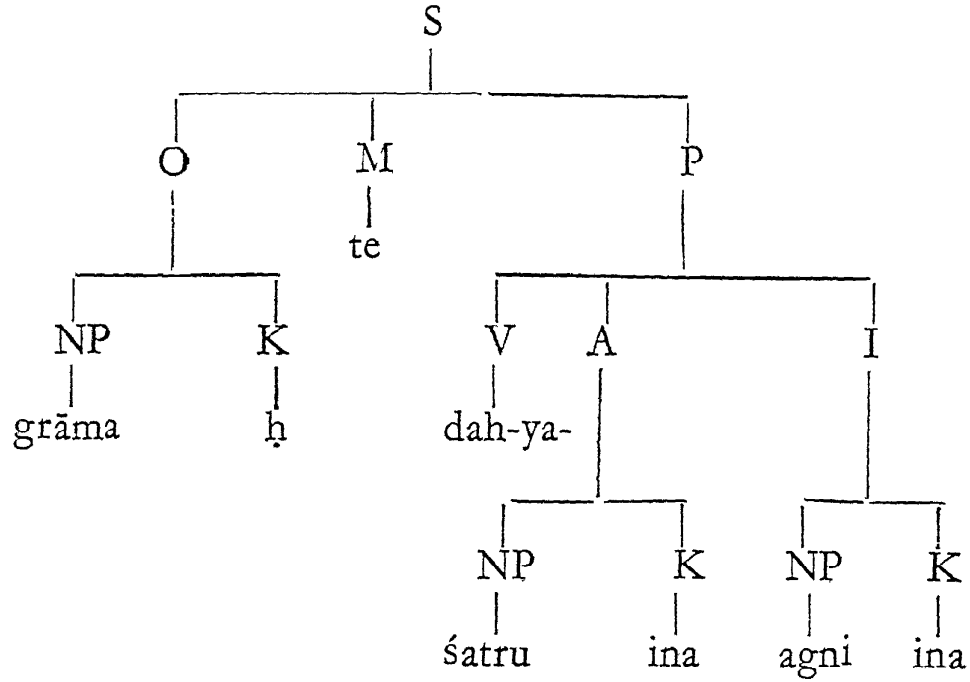 S
O M P
te
NP K V A I
grāma ḥ dah-ya-
NP K NP K
śatru ina agni ina